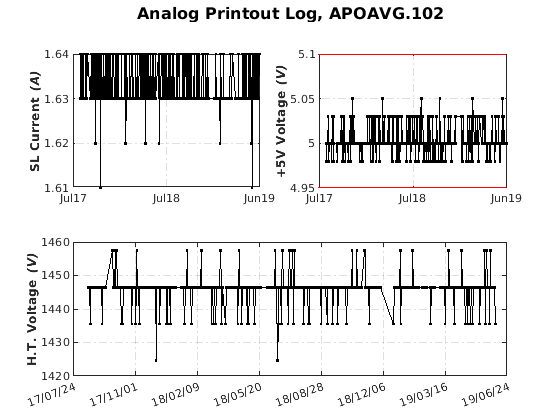 Analog Printout Log, APOAVG.102
SL Current (A)
1.64
1.63
1.62
1.61
Jul17 Jul18 Jun19
+5V Voltage (V)
5.1
5.05
5
4.95
Jul17 Jul18 Jun19
H.T. Voltage (V)
1460
1450
1440
1430
1420
17/07/24 17/11/01 18/02/09 18/05/20 18/08/28 18/12/06 19/03/16 19/06/24